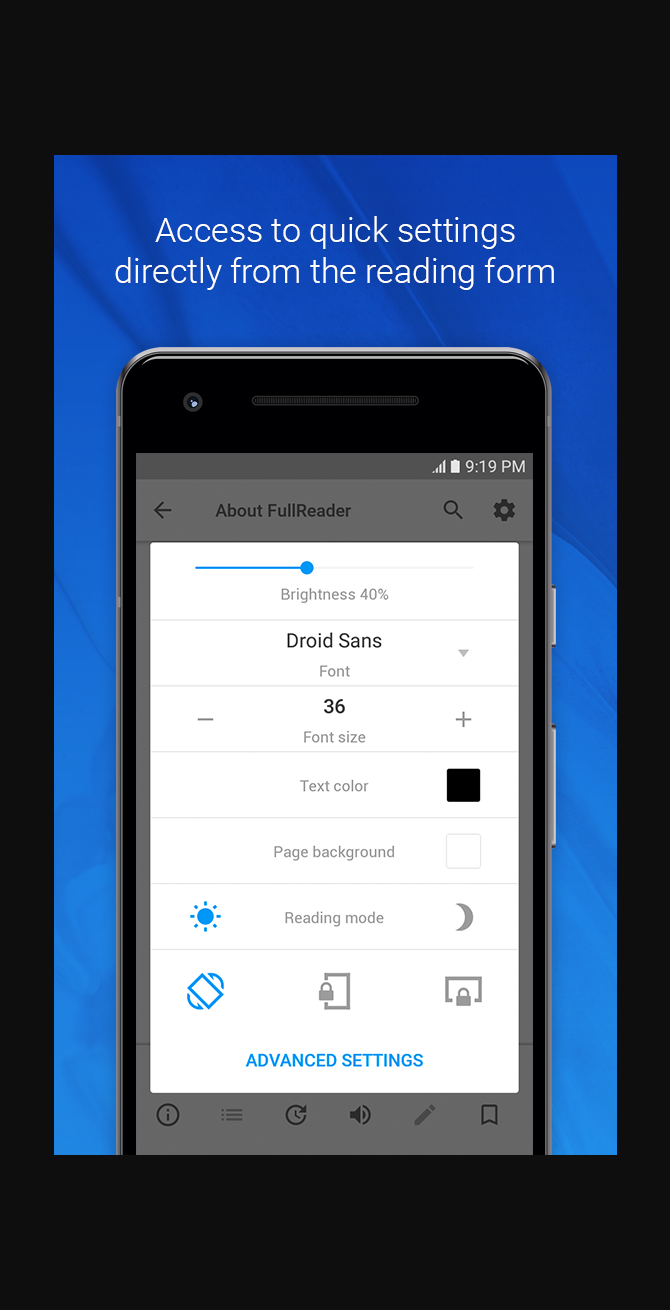 Access to quick settings
directly from the reading form
9:19 PM
About FullReader
Brightness 40%
Droid Sans
Font
36
Font size
Text color
Page background
Reading mode
ADVANCED SETTINGS